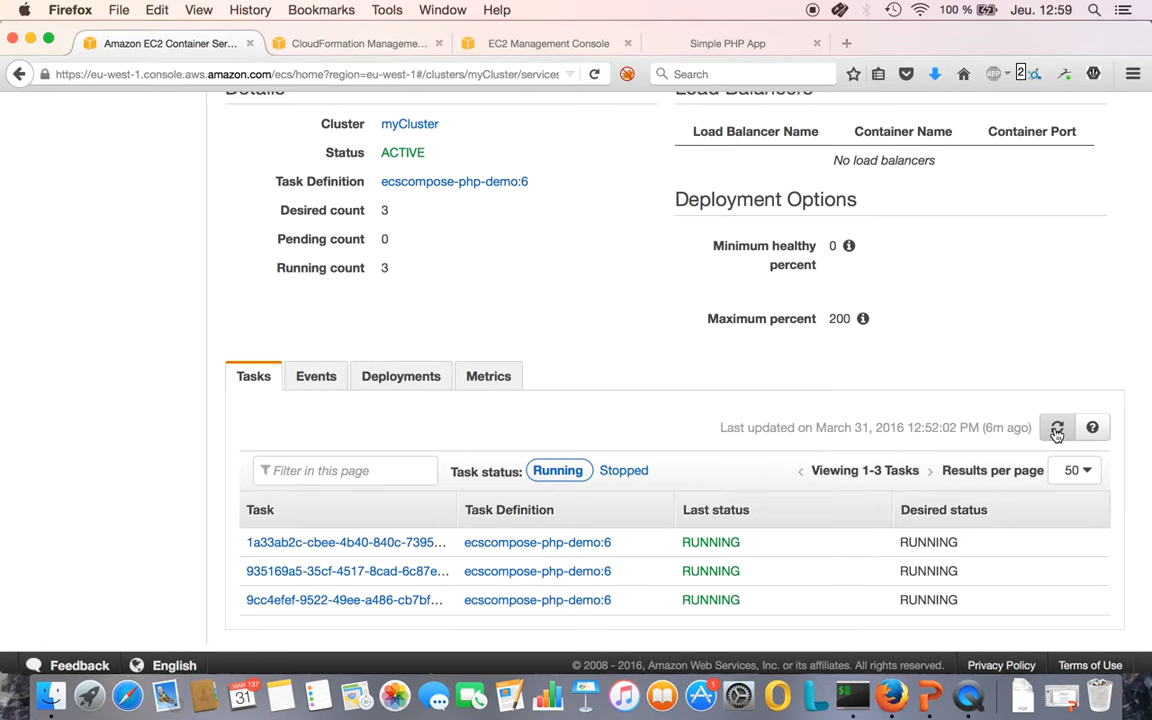 Firefox File Edit View History Bookmarks Tools Window Help 100 % Jeu. 12:59
Amazon EC2 Container Ser... CloudFormation Manageme... EC2 Management Console Simple PHP App
https://eu-west-1.console.aws.amazon.com/ecs/home?region=eu-west-1#/clusters/myCluster/services Search ABP 2
Details Load Balancers
Cluster myCluster
Load Balancer Name Container Name Container Port
Status ACTIVE
No load balancers
Task Definition ecscompose-php-demo:6
Deployment Options
Desired count 3
Pending count 0
Minimum healthy percent 0
Running count 3
Maximum percent 200
Tasks Events Deployments Metrics
Last updated on March 31, 2016 12:52:02 PM (6m ago)
Filter in this page Task status: Running Stopped Viewing 1-3 Tasks Results per page 50
Task Task Definition Last status Desired status
1a33ab2c-cbee-4b40-840c-7395... ecscompose-php-demo:6 RUNNING RUNNING
935169a5-35cf-4517-8cad-6c87e... ecscompose-php-demo:6 RUNNING RUNNING
9cc4efef-9522-49ee-a486-cb7bf... ecscompose-php-demo:6 RUNNING RUNNING
Feedback English © 2008 - 2016, Amazon Web Services, Inc. or its affiliates. All rights reserved. Privacy Policy Terms of Use
31